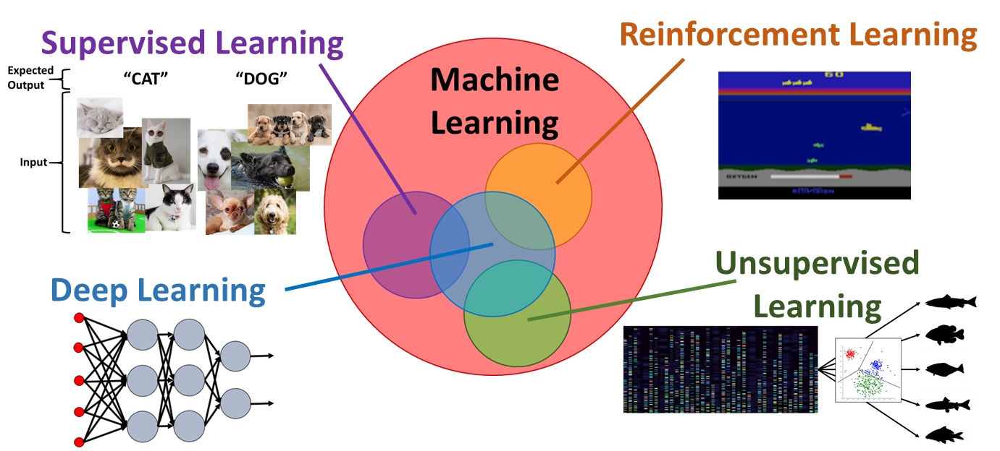 Supervised Learning
Expected
Output
“CAT”
“DOG”
Input
Machine
Learning
Reinforcement Learning
60
OXYGEN
ACTIVISION
Deep Learning
Unsupervised
Learning